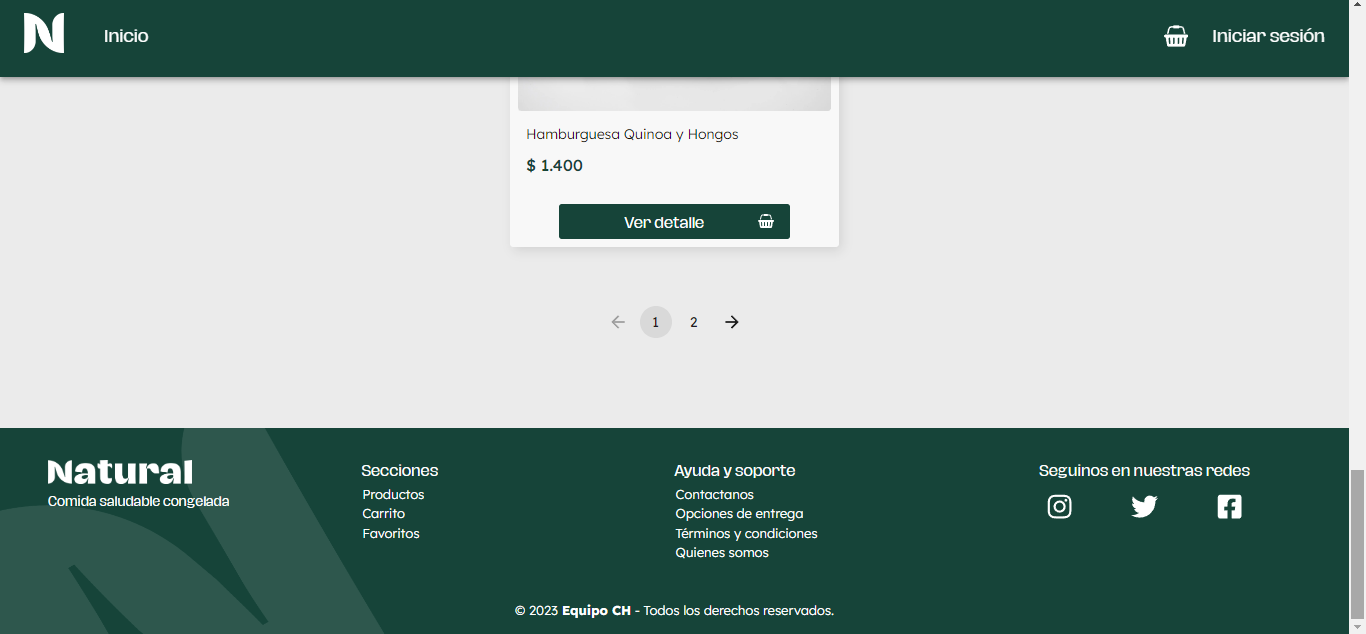 Inicio
Iniciar sesión
Hamburguesa Quinoa y Hongos
$ 1.400
Ver detalle
1 2
Natural
Comida saludable congelada
Secciones
Productos
Carrito
Favoritos
Ayuda y soporte
Contactanos
Opciones de entrega
Términos y condiciones
Quienes somos
Seguinos en nuestras redes
© 2023 Equipo CH - Todos los derechos reservados.